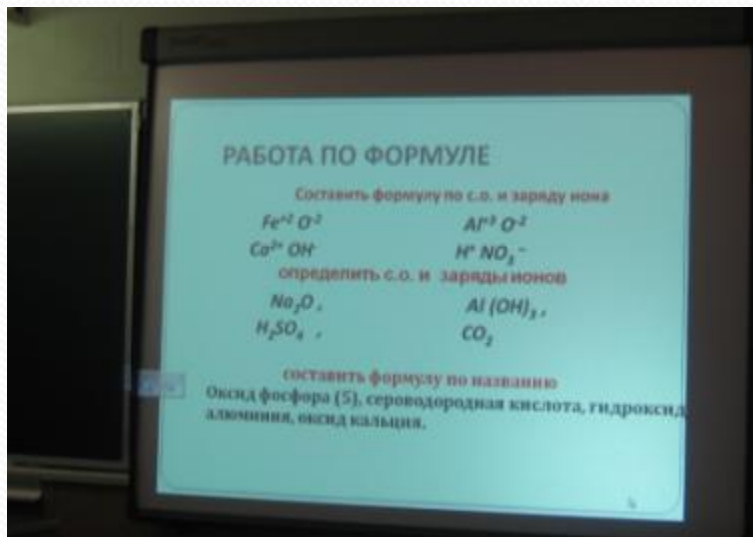 РАБОТА ПО ФОРМУЛЕ
Составить формулу по с.о. и заряду иона
Fe⁺² O⁻² Al⁺³ O⁻²
Ca²⁺ OH⁻ H⁺ NO₃⁻
определить с.о. и заряды ионов
Na₂O , Al (OH)₃ ,
H₂SO₄ , CO₂
составить формулу по названию
Оксид фосфора (5), сероводородная кислота, гидроксид
алюминия, оксид кальция.